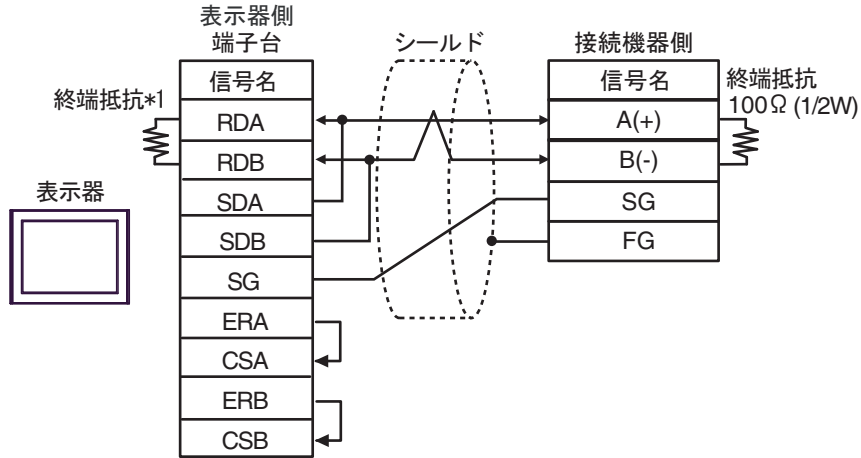 表示器側
端子台
シールド
接続機器側
信号名
信号名
終端抵抗
100Ω (1/2W)
終端抵抗*1
RDA
A(+)
RDB
B(-)
表示器
SDA
SG
SDB
FG
SG
ERA
CSA
ERB
CSB